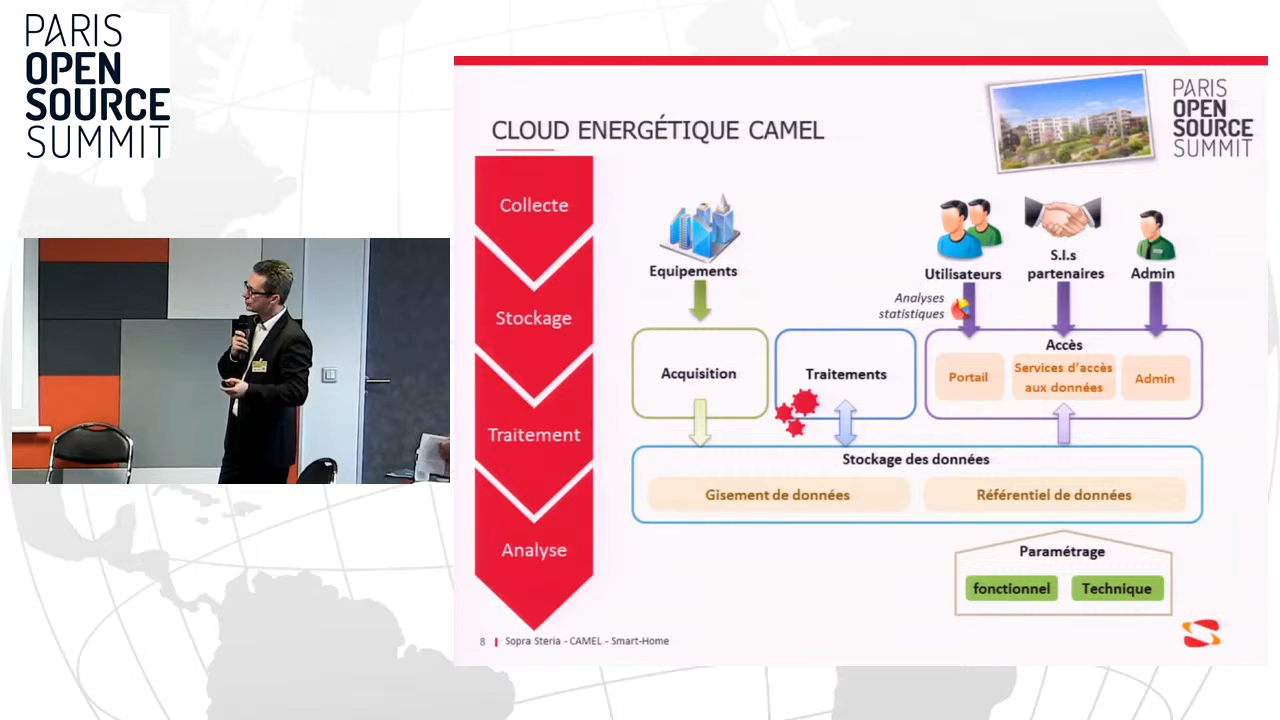 PARIS
OPEN
SOURCE
SUMMIT
CLOUD ENERGÉTIQUE CAMEL
PARIS
OPEN
SOURCE
SUMMIT
Collecte
Stockage
Traitement
Analyse
Equipements
Utilisateurs
S.I.s
partenaires
Admin
Analyses
statistiques
Acquisition
Traitements
Accès
Portail
Services d'accès
aux données
Admin
Stockage des données
Gisement de données
Référentiel de données
Paramétrage
fonctionnel
Technique
8
Sopra Steria - CAMEL - Smart-Home